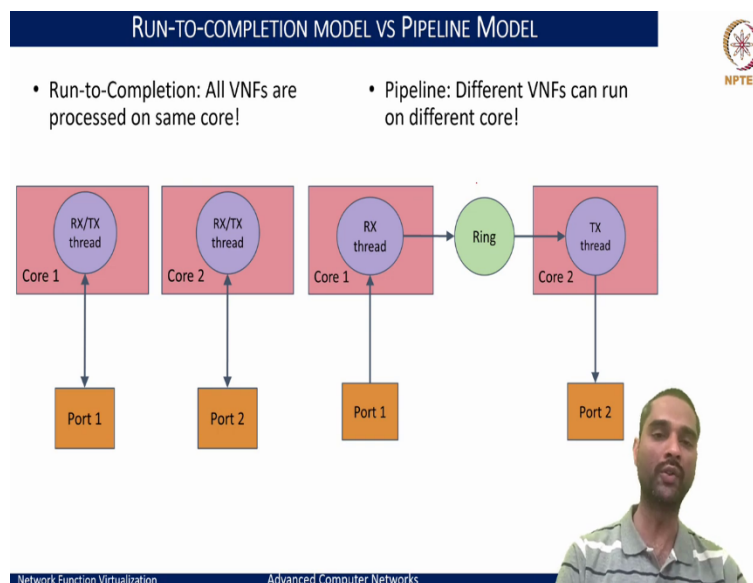 RUN-TO-COMPLETION MODEL VS PIPELINE MODEL
NPTE
• Run-to-Completion: All VNFs are
processed on same core!
• Pipeline: Different VNFs can run
on different core!
RX/TX
thread
Core 1
RX/TX
thread
Core 2
RX
thread
Core 1
Ring
TX
thread
Core 2
Port 1
Port 2
Port 1
Port 2
Network Function Virtualization
Advanced Computer Networks